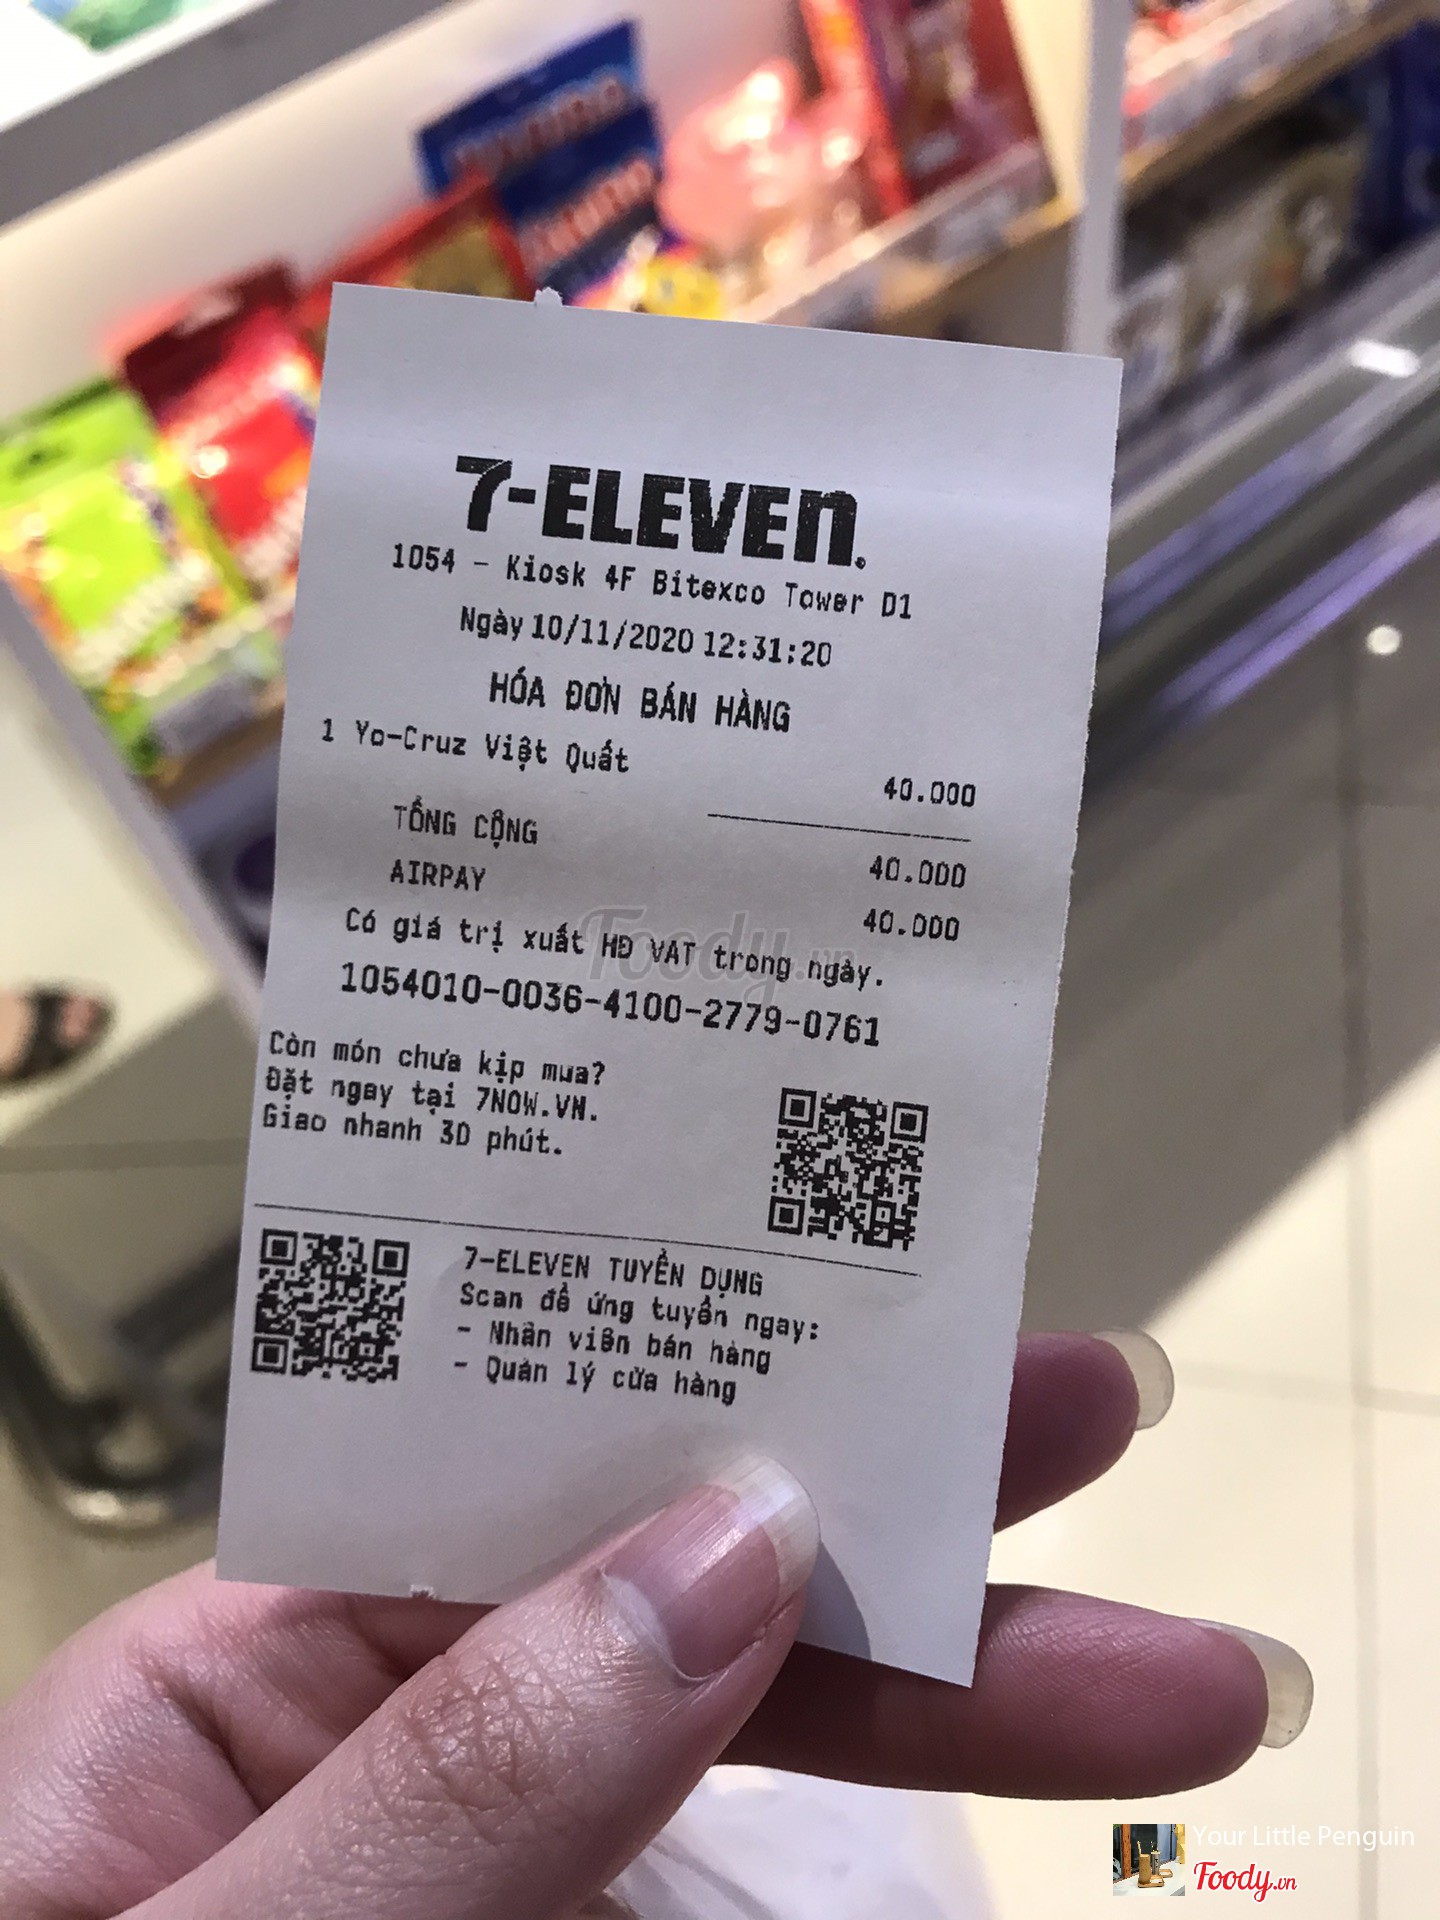 7-ELEVEN.
1054 - Kiosk 4F Bitexco Tower D1
Ngày 10/11/2020 12:31:20
HÓA ĐƠN BÁN HÀNG
1 Yo-Cruz Việt Quất
40.000
TỔNG CỘNG 40.000
AIRPAY 40.000
Có giá trị xuất HĐ VAT trong ngày.
1054010-0036-4100-2779-0761
Còn món chưa kịp mua?
Đặt ngay tại 7NOW.VN.
Giao nhanh 30 phút.
7-ELEVEN TUYỂN DỤNG
Scan để ứng tuyển ngay:
- Nhân viên bán hàng
- Quản lý cửa hàng
Foody.vn
Your Little Penguin
Foody.vn